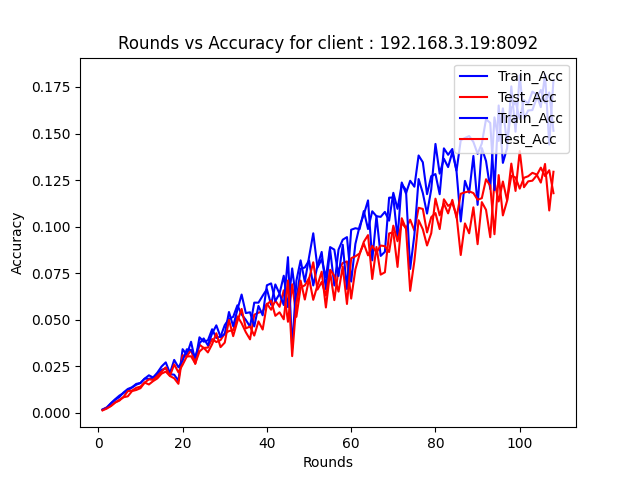 Rounds vs Accuracy for client : 192.168.3.19:8092
Train_Acc
Test_Acc
Train_Acc
Test_Acc
0.175
0.150
0.125
0.100
0.075
0.050
0.025
0.000
Accuracy
0 20 40 60 80 100
Rounds